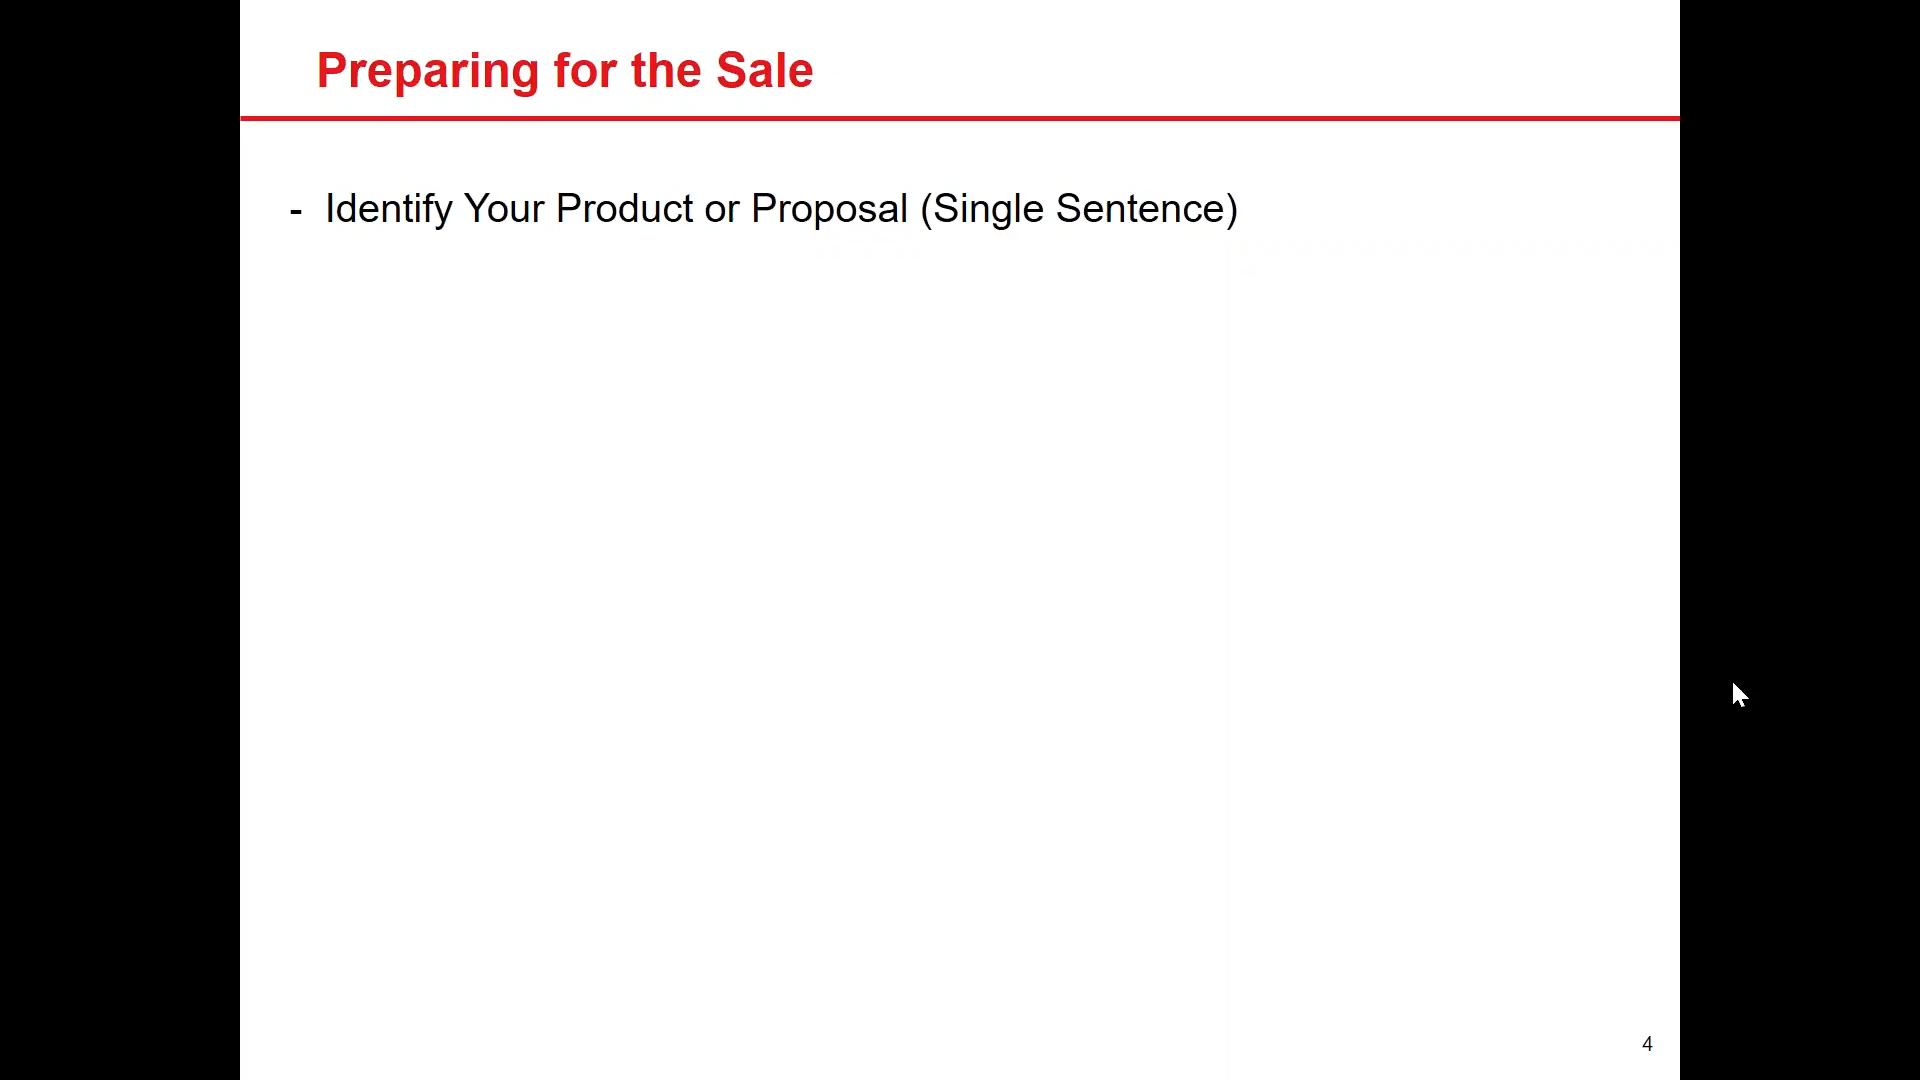 Preparing for the Sale
- Identify Your Product or Proposal (Single Sentence)
4